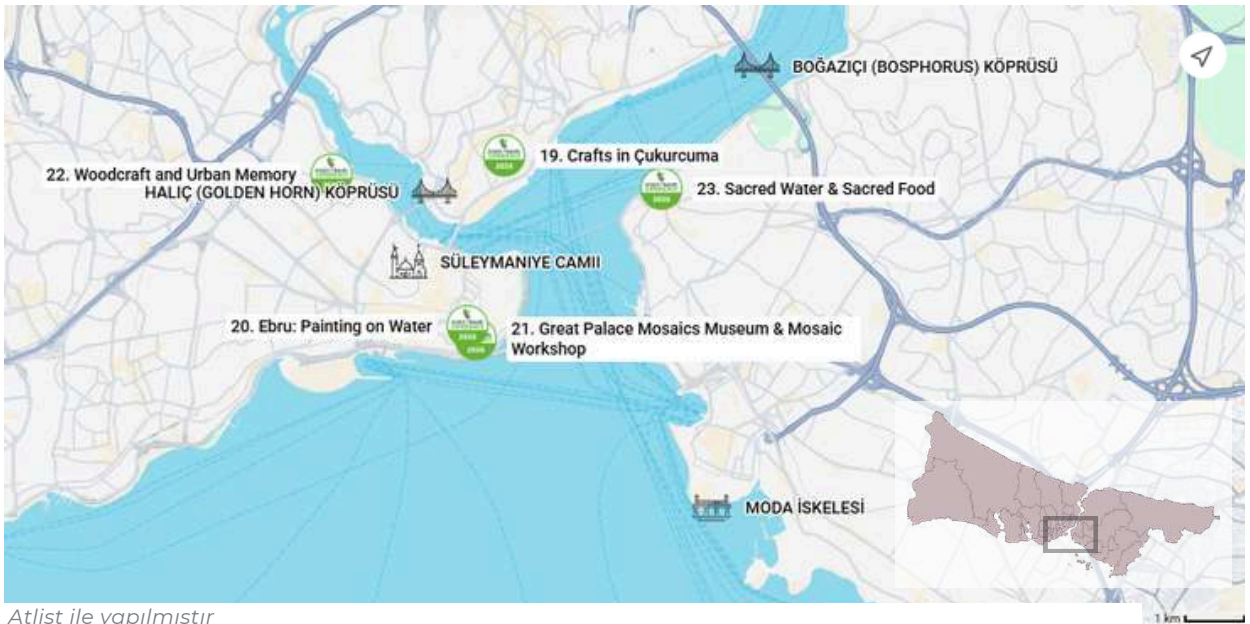 BOĞAZIÇI (BOSPHORUS) KÖPRÜSÜ
19. Crafts in Çukurcuma
22. Woodcraft and Urban Memory
23. Sacred Water & Sacred Food
HALIÇ (GOLDEN HORN) KÖPRÜSÜ
SÜLEYMANIYE CAMII
20. Ebru: Painting on Water
21. Great Palace Mosaics Museum & Mosaic
Workshop
MODA İSKELESİ
Atlist ile yapılmıştır
1 km